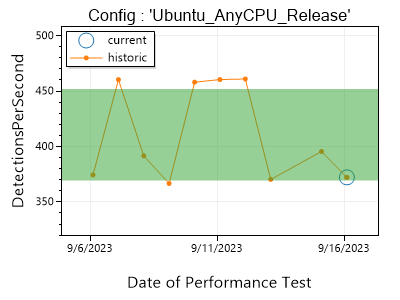 Config : 'Ubuntu_AnyCPU_Release'
current
historic
DetectionsPerSecond
500
450
400
350
9/6/2023
9/11/2023
9/16/2023
Date of Performance Test